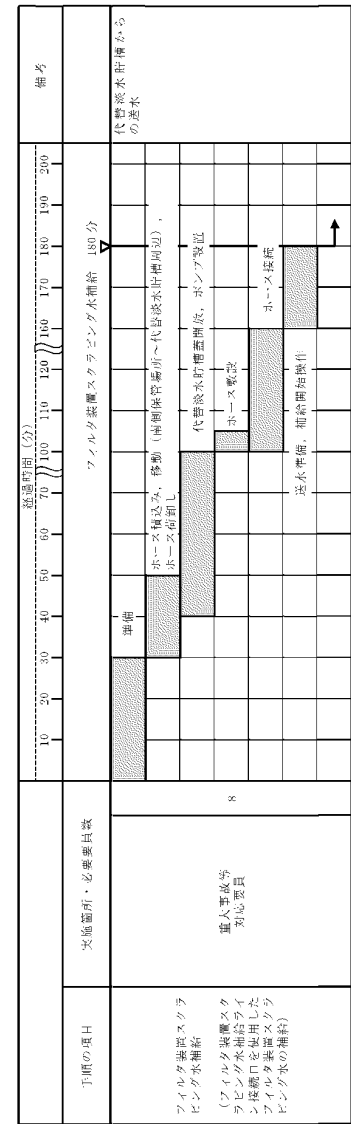 手順の項目
実施箇所・必要要員数
経過時間(分)
備考
10 20 30 40 50 60 70 100 110 120 160 170 180 190 200
フィルタ装置スクラビング水補給 180分
フィルタ装置スクラ
ビング水補給
(フィルタ装置スク
ラビング水補給ライ
ン接続口を使用した
フィルタ装置スクラ
ビング水の補給)
重大事故等
対応要員
8
準備
ホース積込み,移動(南側保管場所~代替淡水貯槽周辺),
ホース荷卸し
代替淡水貯槽蓋開放,ポンプ設置
ホース敷設
ホース接続
送水準備,補給開始操作
代替淡水貯槽から
の送水